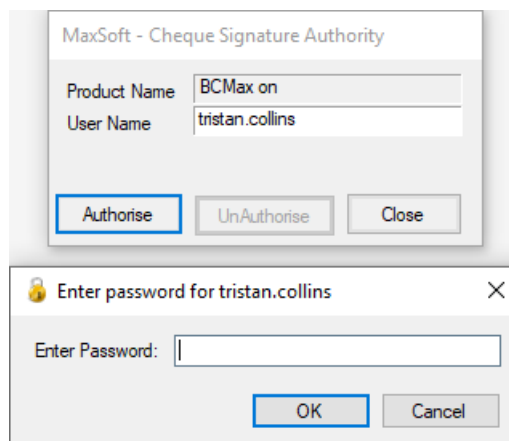 MaxSoft - Cheque Signature Authority
Product Name BCMax on
User Name tristan.collins
Authorise UnAuthorise Close
Enter password for tristan.collins
Enter Password:
OK Cancel